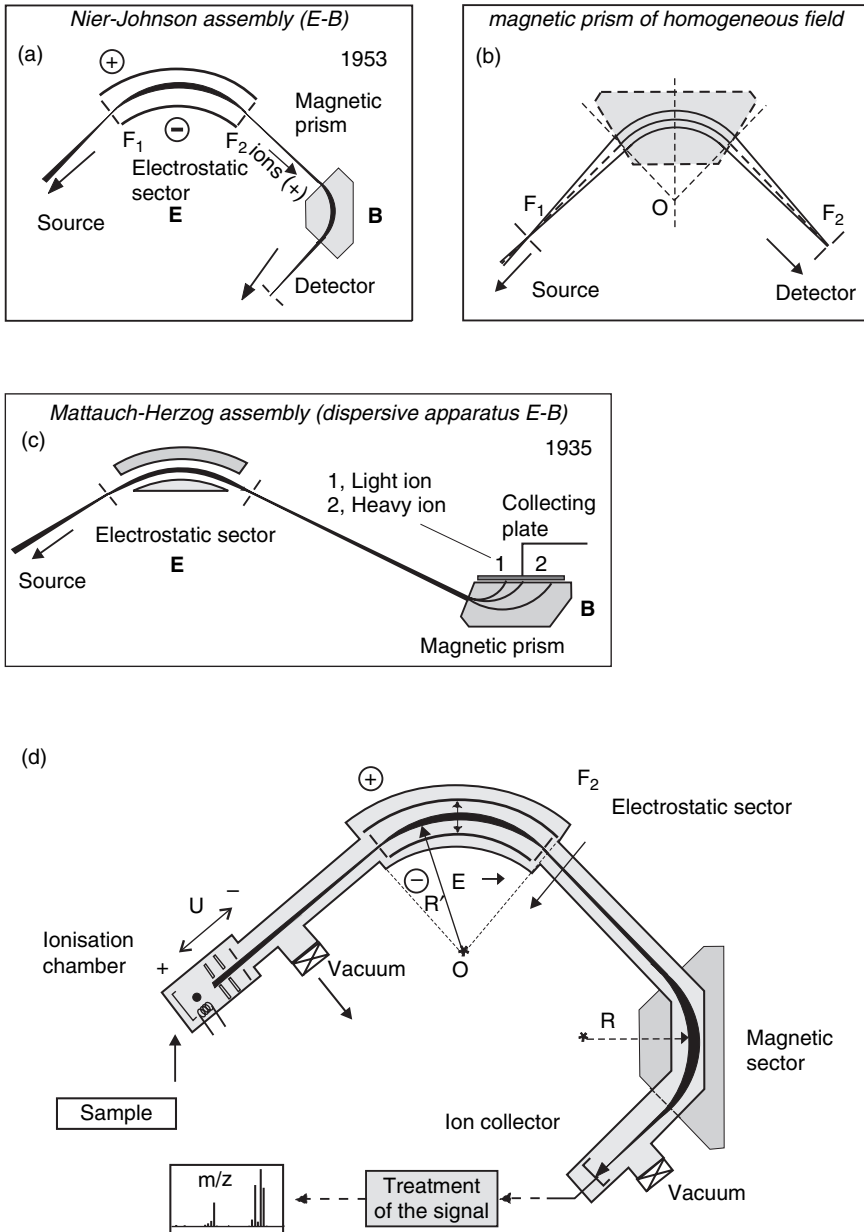 Nier-Johnson assembly (E-B)
(a)
1953
+
Magnetic
prism
−
F1
F2
ions (+)
Electrostatic
sector
E
B
Source
Detector
magnetic prism of homogeneous field
(b)
F1
O
F2
Source
Detector
Mattauch-Herzog assembly (dispersive apparatus E-B)
(c)
1935
1, Light ion
2, Heavy ion
Collecting
plate
Electrostatic sector
E
1
2
Source
B
Magnetic prism
(d)
+
F2
Electrostatic sector
−
E
R′
U
−
+
Ionisation
chamber
Vacuum
O
R
Magnetic
sector
Sample
Ion collector
m/z
Treatment
of the signal
Vacuum